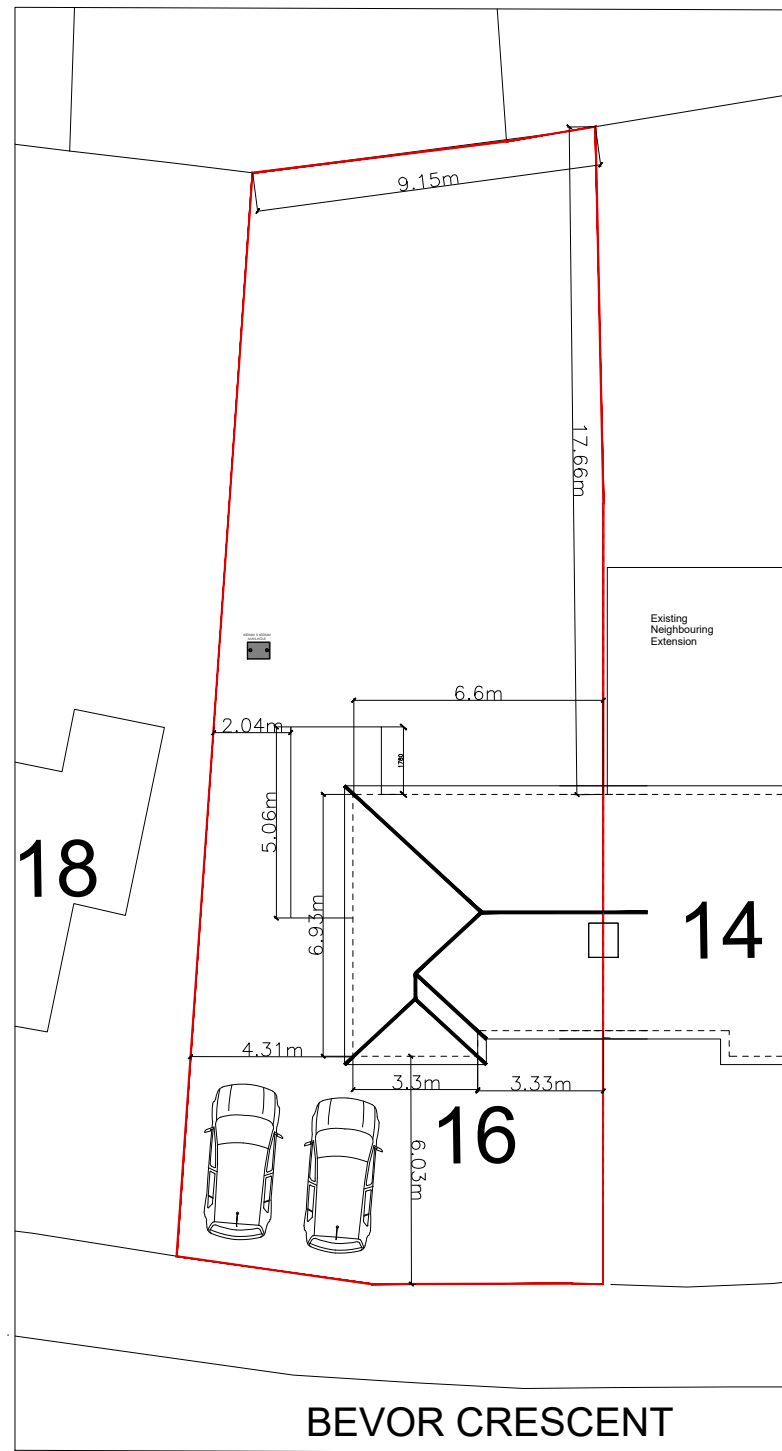 9.15m
17.66m
Existing
Neighbouring
Extension
6.6m
2.04m
1780
5.06m
18
6.93m
14
4.31m
3.3m
3.33m
16
6.03m
BEVOR CRESCENT